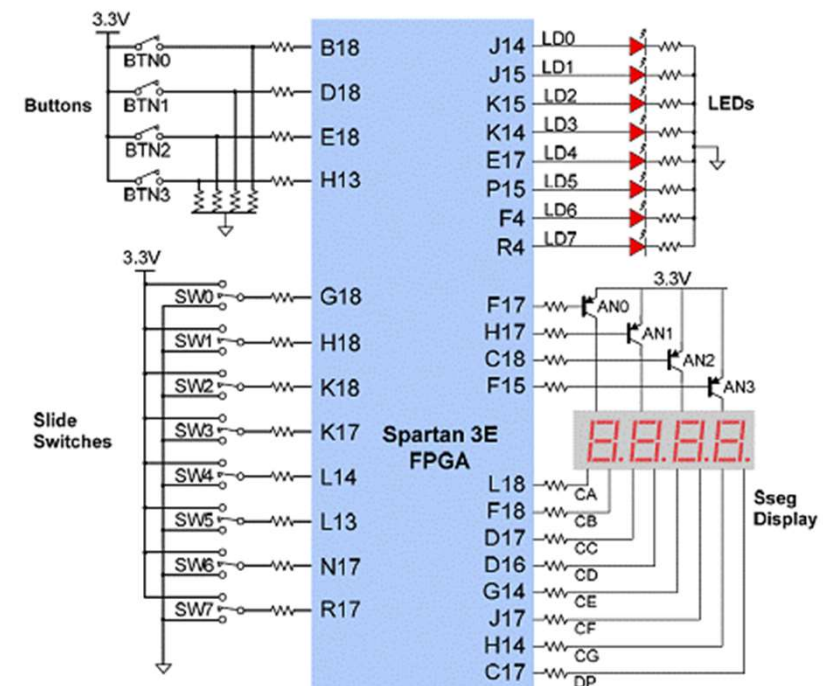 3.3V
BTN0
B18
BTN1
D18
Buttons
BTN2
E18
BTN3
H13
J14 LD0
J15 LD1
K15 LD2
LEDs
K14 LD3
E17 LD4
P15 LD5
F4 LD6
R4 LD7
3.3V
SW0
G18
SW1
H18
SW2
K18
Slide
Switches
SW3
K17
SW4
L14
SW5
L13
SW6
N17
SW7
R17
Spartan 3E
FPGA
3.3V
F17
AN0
H17
AN1
C18
AN2
F15
AN3
8.8.8.8.
L18
CA
F18
CB
D17
CC
D16
CD
G14
CE
J17
CF
H14
CG
C17
DP
Sseg
Display